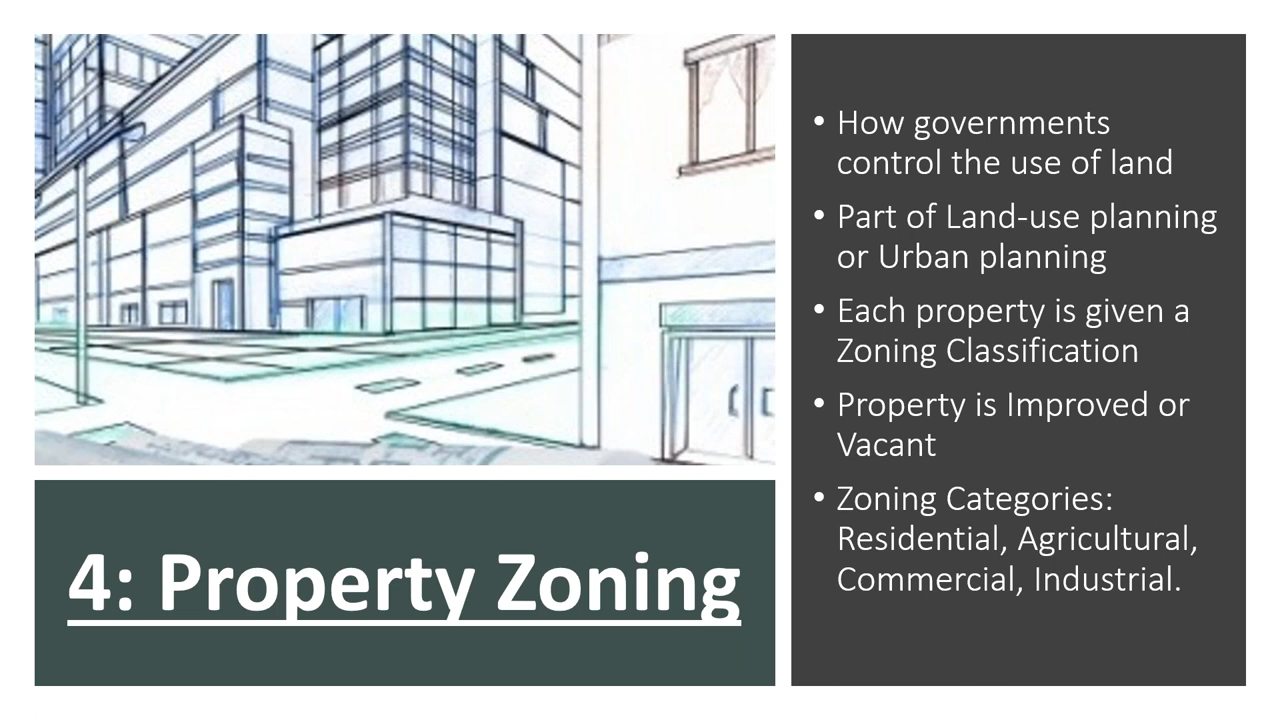 4: Property Zoning
• How governments
control the use of land
• Part of Land-use planning
or Urban planning
• Each property is given a
Zoning Classification
• Property is Improved or
Vacant
• Zoning Categories:
Residential, Agricultural,
Commercial, Industrial.